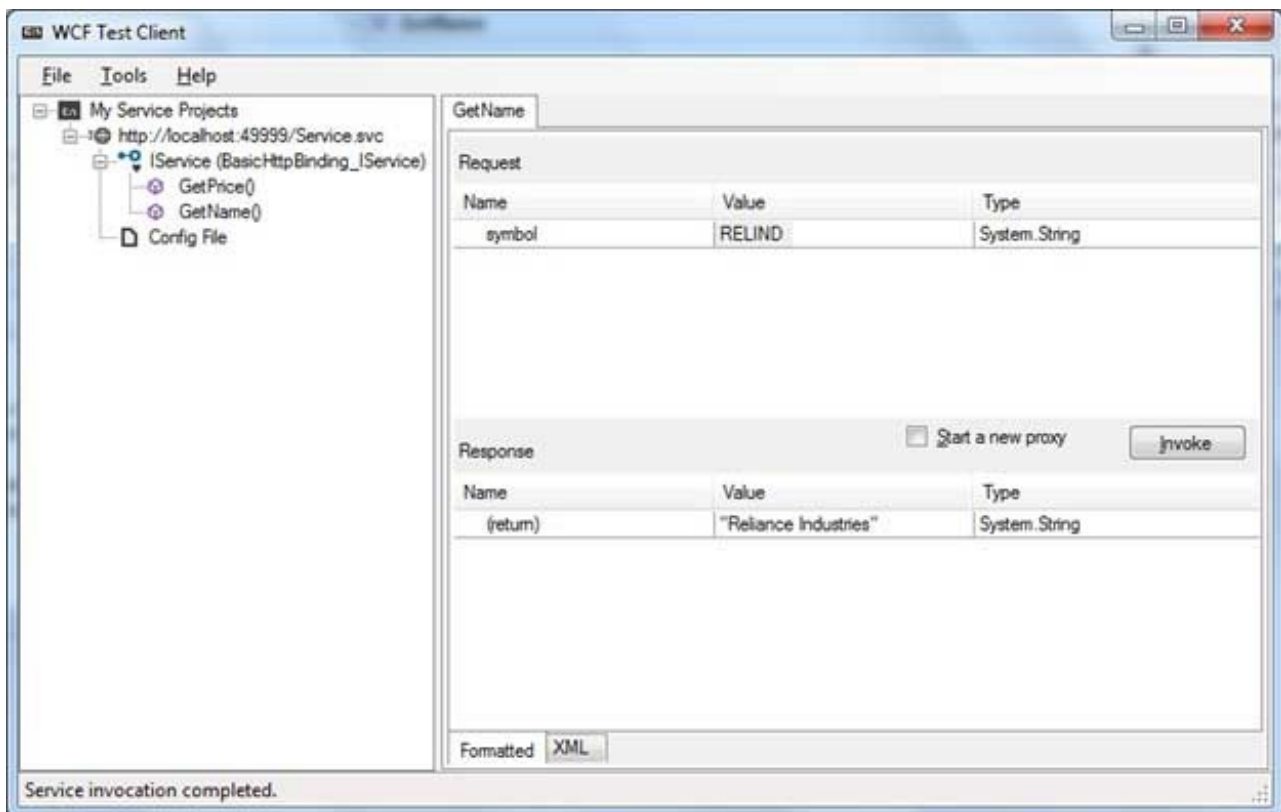 WCF Test Client
File Tools Help
My Service Projects
http://localhost:49999/Service.svc
IService (BasicHttpBinding_IService)
GetPrice()
GetName()
Config File
GetName
Request
Name Value Type
symbol RELIND System.String
Response Start a new proxy Invoke
Name Value Type
(return) "Reliance Industries" System.String
Formatted XML
Service invocation completed.